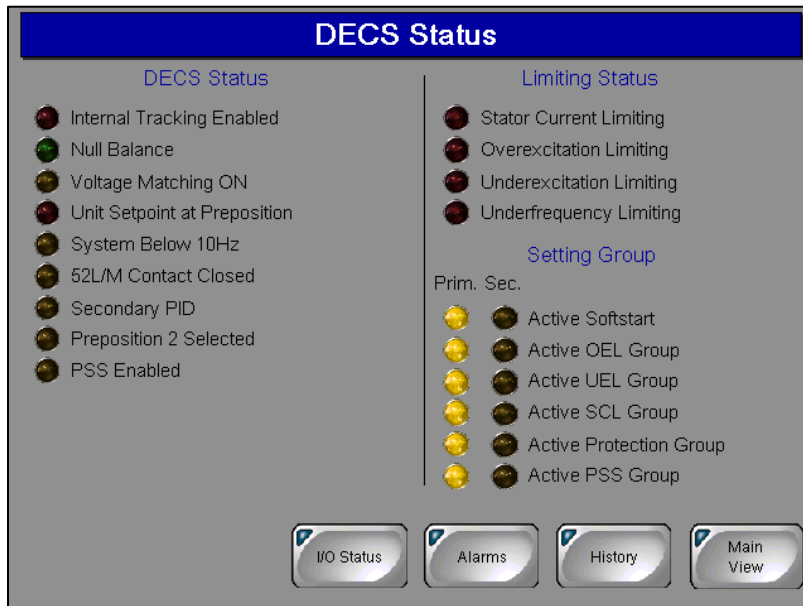 DECS Status
DECS Status
Internal Tracking Enabled
Null Balance
Voltage Matching ON
Unit Setpoint at Preposition
System Below 10Hz
52L/M Contact Closed
Secondary PID
Preposition 2 Selected
PSS Enabled
Limiting Status
Stator Current Limiting
Overexcitation Limiting
Underexcitation Limiting
Underfrequency Limiting
Setting Group
Prim. Sec.
Active Softstart
Active OEL Group
Active UEL Group
Active SCL Group
Active Protection Group
Active PSS Group
I/O Status
Alarms
History
Main
View